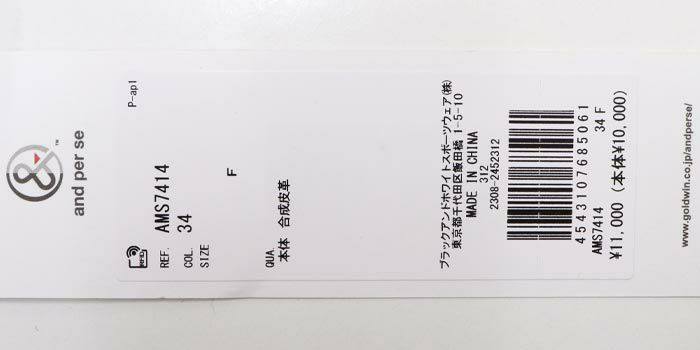 and per se
TM
P-apl
RFID
REF. AMS7414
COL. 34
SIZE F
QUA.
本体 合成皮革
ブラックアンドホワイトスポーツウェア(株)
東京都千代田区飯田橋 1-5-10
MADE IN CHINA
312
2308-2452312
4543107685061
AMS7414 34 F
¥11,000 (本体¥10,000)
www.goldwin.co.jp/andperse/